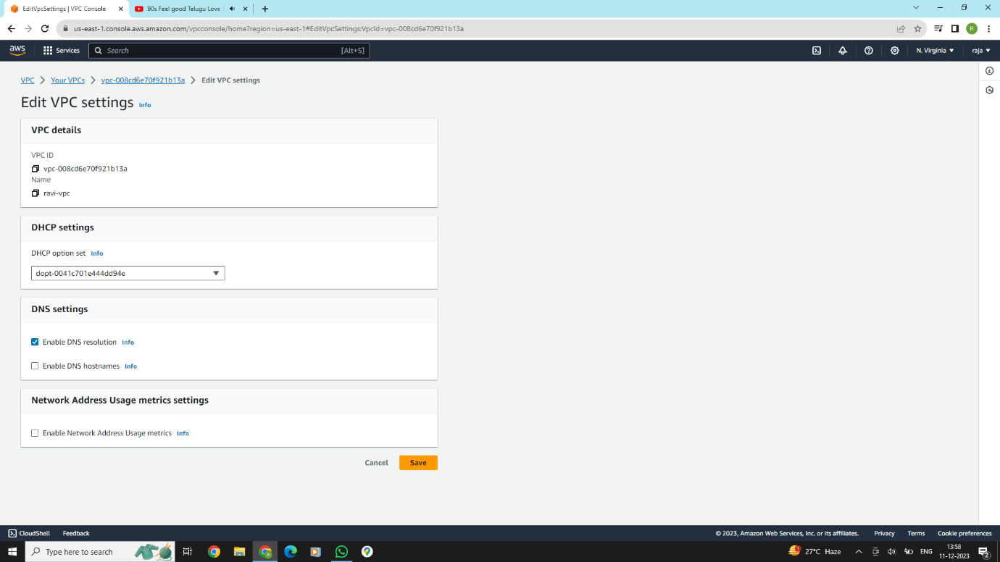 EditVpcSettings | VPC Console
90s Feel good Telugu Love
us-east-1.console.aws.amazon.com/vpcconsole/home?region=us-east-1#EditVpcSettings:VpcId=vpc-008cd6e70f921b13a
R
aws
Services
Search
[Alt+S]
N. Virginia
raja
VPC > Your VPCs > vpc-008cd6e70f921b13a > Edit VPC settings
Edit VPC settings Info
VPC details
VPC ID
vpc-008cd6e70f921b13a
Name
ravi-vpc
DHCP settings
DHCP option set Info
dopt-0041c701e444dd94e
DNS settings
Enable DNS resolution Info
Enable DNS hostnames Info
Network Address Usage metrics settings
Enable Network Address Usage metrics Info
Cancel
Save
CloudShell
Feedback
© 2023, Amazon Web Services, Inc. or its affiliates.
Privacy
Terms
Cookie preferences
Type here to search
27°C Haze
ENG
13:58
11-12-2023
2